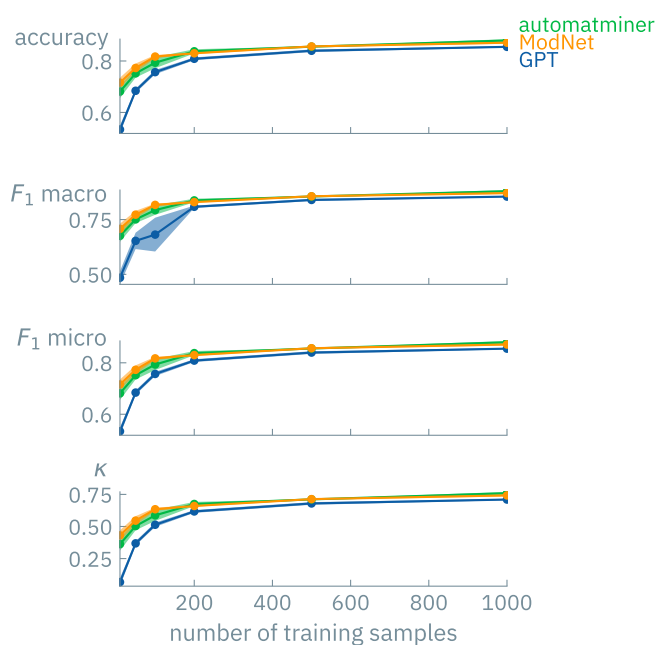 accuracy
automatminer
ModNet
GPT
0.8
0.6
F₁ macro
0.75
0.50
F₁ micro
0.8
0.6
κ
0.75
0.50
0.25
200 400 600 800 1000
number of training samples